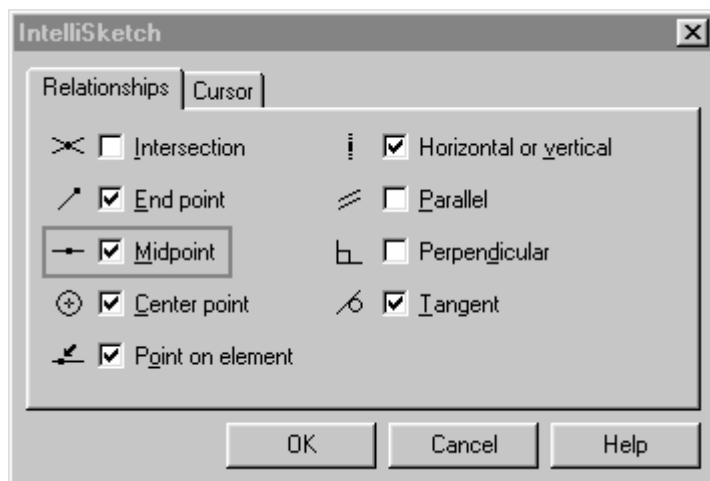 IntelliSketch
Relationships
Cursor
Intersection
Horizontal or vertical
End point
Parallel
Midpoint
Perpendicular
Center point
Tangent
Point on element
OK
Cancel
Help